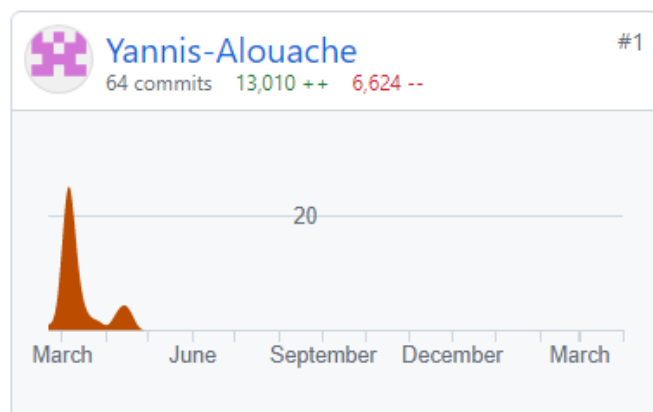 Yannis-Alouache #1
64 commits 13,010 ++ 6,624 --
20
March June September December March